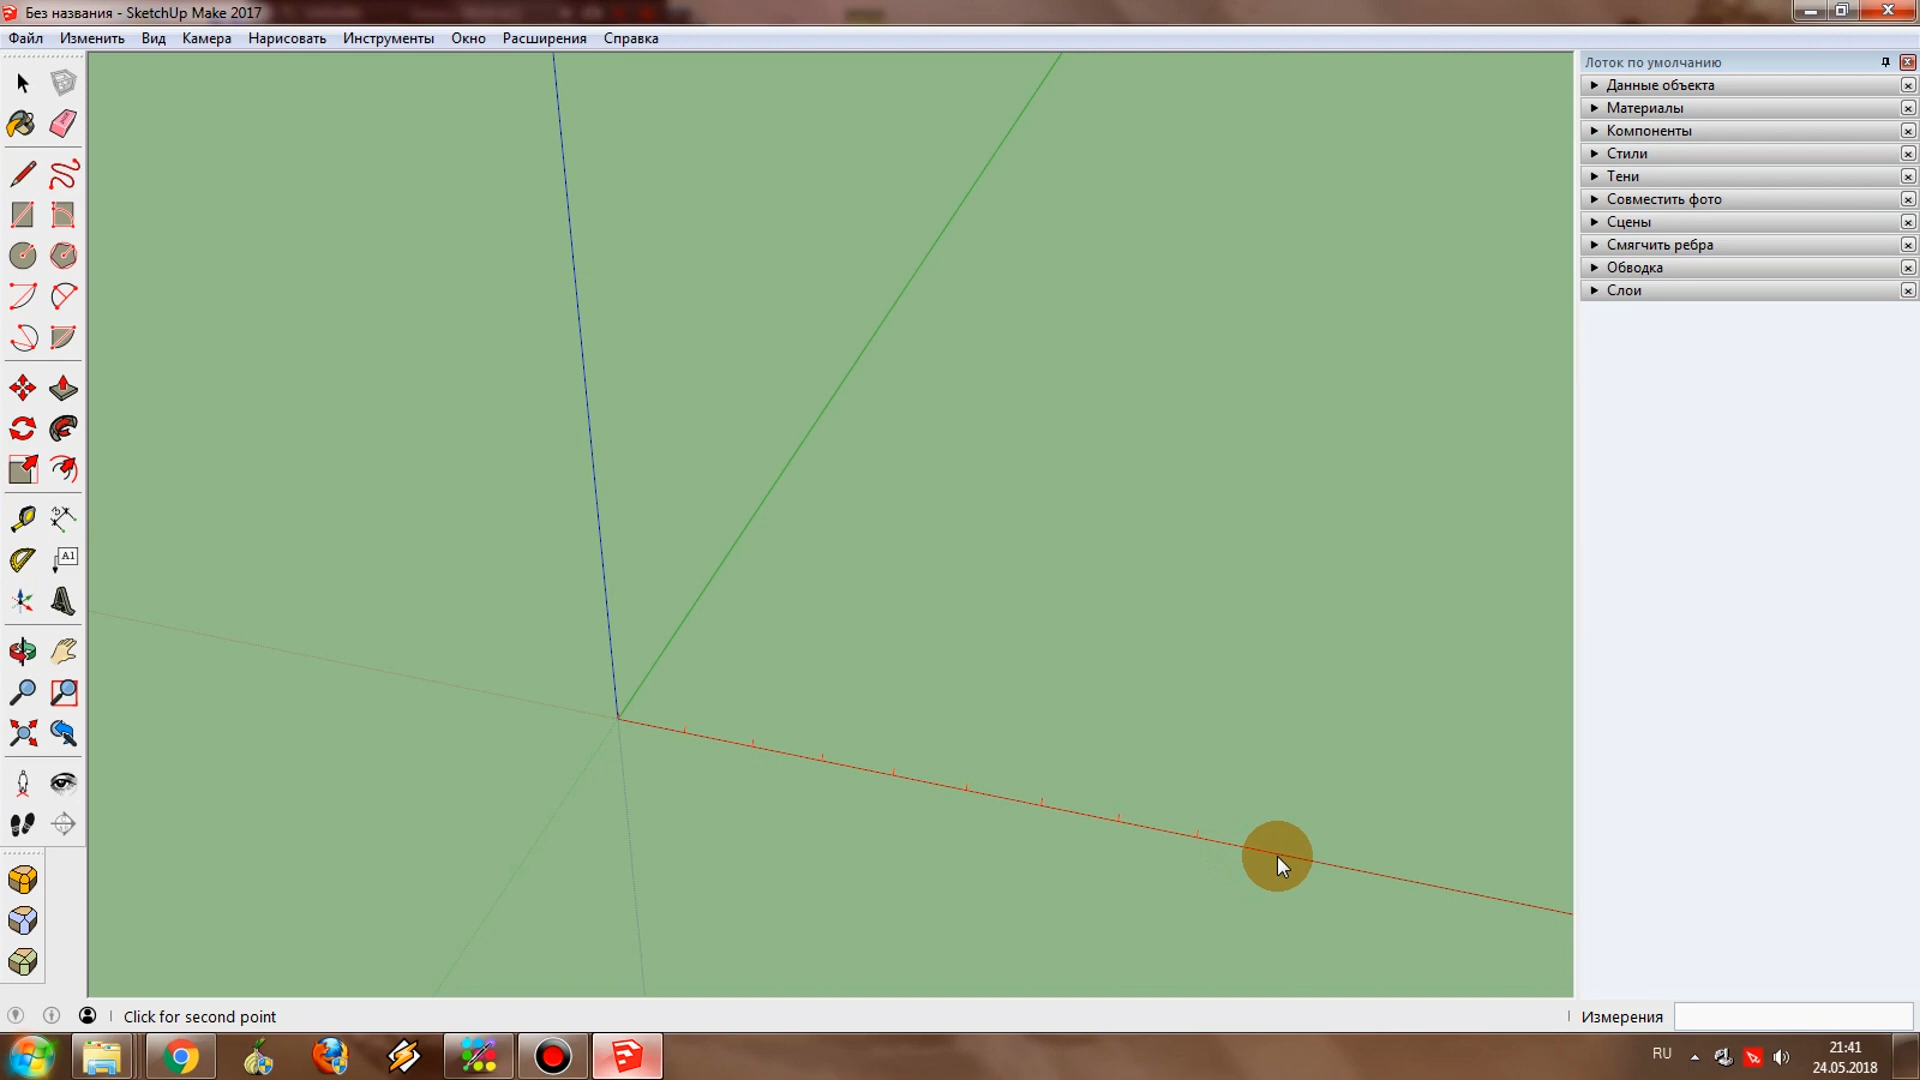 Без названия - SketchUp Make 2017
Файл Изменить Вид Камера Нарисовать Инструменты Окно Расширения Справка
Лоток по умолчанию
Данные объекта
Материалы
Компоненты
Стили
Тени
Совместить фото
Сцены
Смягчить ребра
Обводка
Слои
A1
Click for second point
Измерения
RU
21:41
24.05.2018